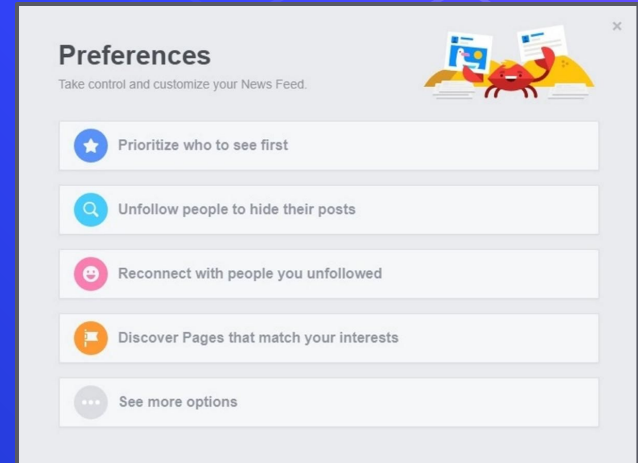 Preferences
Take control and customize your News Feed.
Prioritize who to see first
Unfollow people to hide their posts
Reconnect with people you unfollowed
Discover Pages that match your interests
See more options